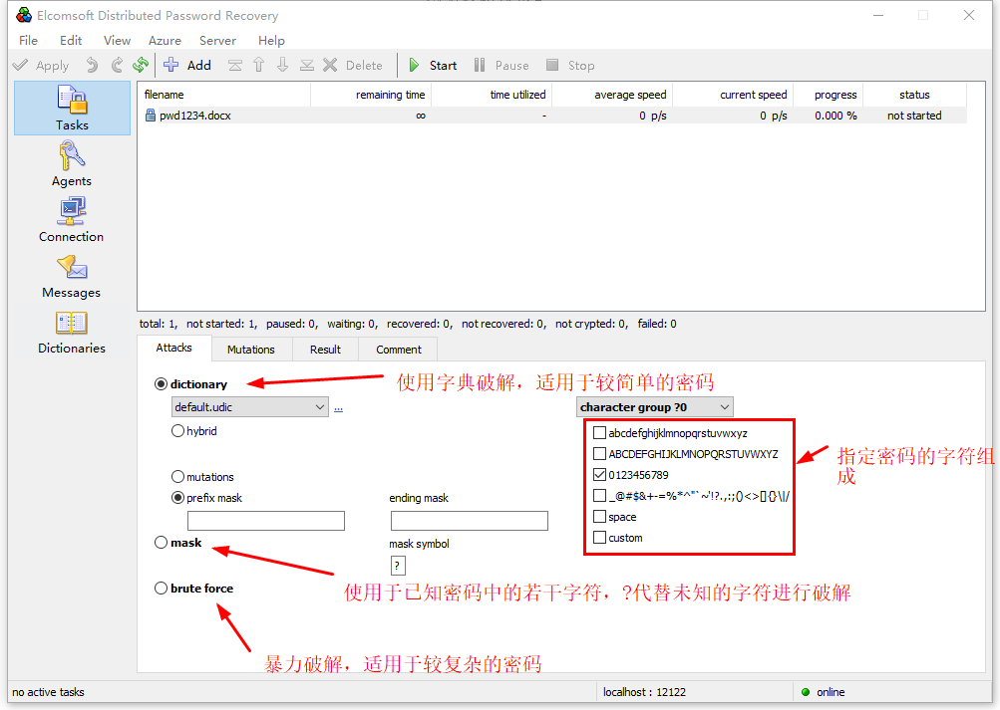 Elcomsoft Distributed Password Recovery
File Edit View Azure Server Help
Apply Add Delete Start Pause Stop
Tasks
Agents
Connection
Messages
Dictionaries
filename remaining time time utilized average speed current speed progress status
pwd1234.docx ∞ - 0 p/s 0 p/s 0.000 % not started
total: 1, not started: 1, paused: 0, waiting: 0, recovered: 0, not recovered: 0, not crypted: 0, failed: 0
Attacks Mutations Result Comment
dictionary
使用字典破解，适用于较简单的密码
default.udic ...
character group ?0
hybrid
abcdefghijklmnopqrstuvwxyz
ABCDEFGHIJKLMNOPQRSTUVWXYZ
0123456789
_@#$&+-=%*^"`~'!?.,:;()<>[]{}\|/
space
custom
指定密码的字符组
成
mutations
prefix mask ending mask
mask
mask symbol
?
使用于已知密码中的若干字符，?代替未知的字符进行破解
brute force
暴力破解，适用于较复杂的密码
no active tasks localhost : 12122 online